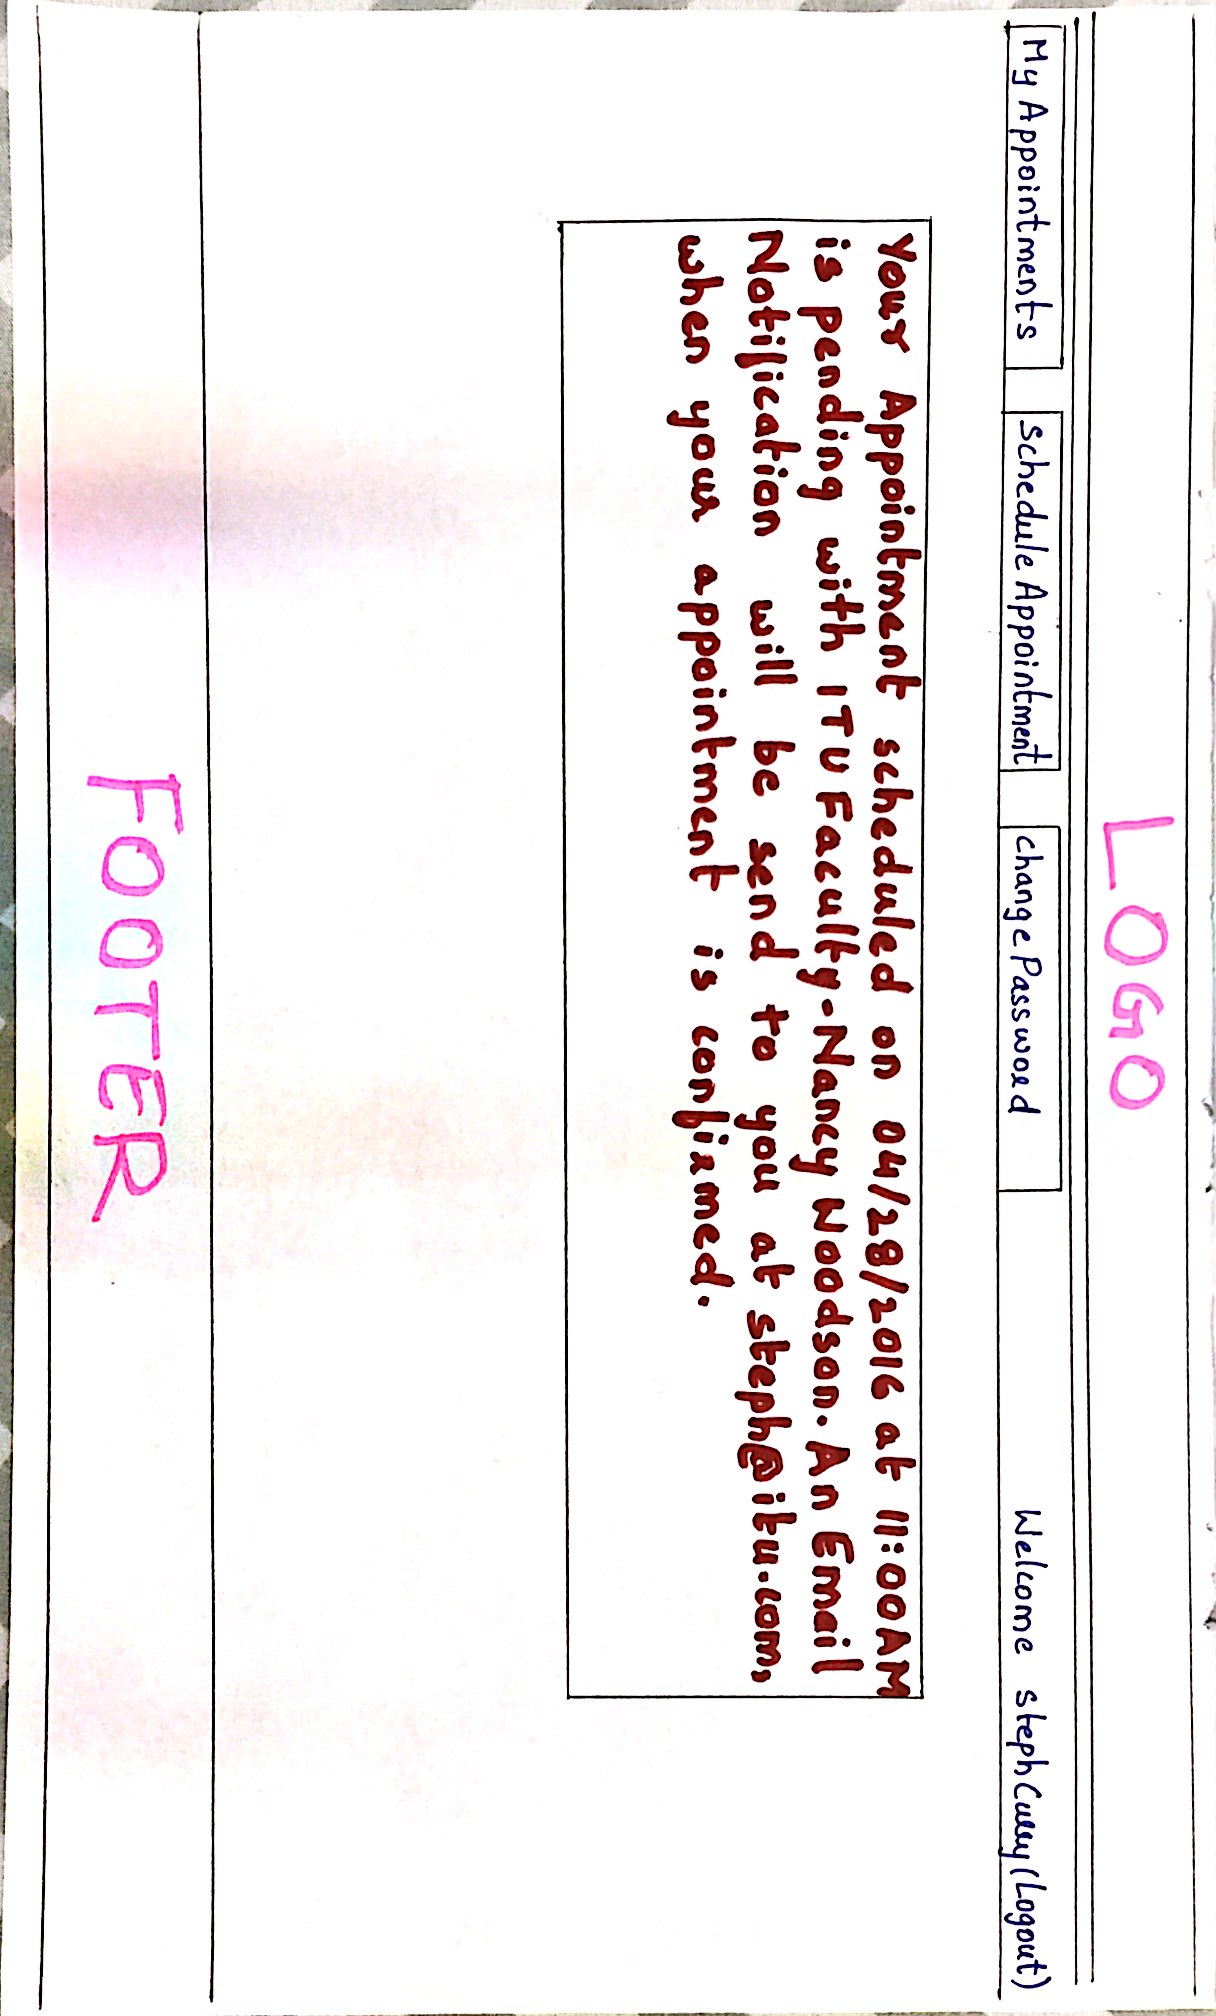 LOGO
My Appointments schedule Appointment change Password Welcome steph Curry (Logout)
Your Appointment scheduled on 04/28/2016 at 11:00AM
is pending with ITU Faculty-Nancy Woodson. An Email
Notification will be send to you at steph@itu.com,
when your appointment is confirmed.
FOOTER